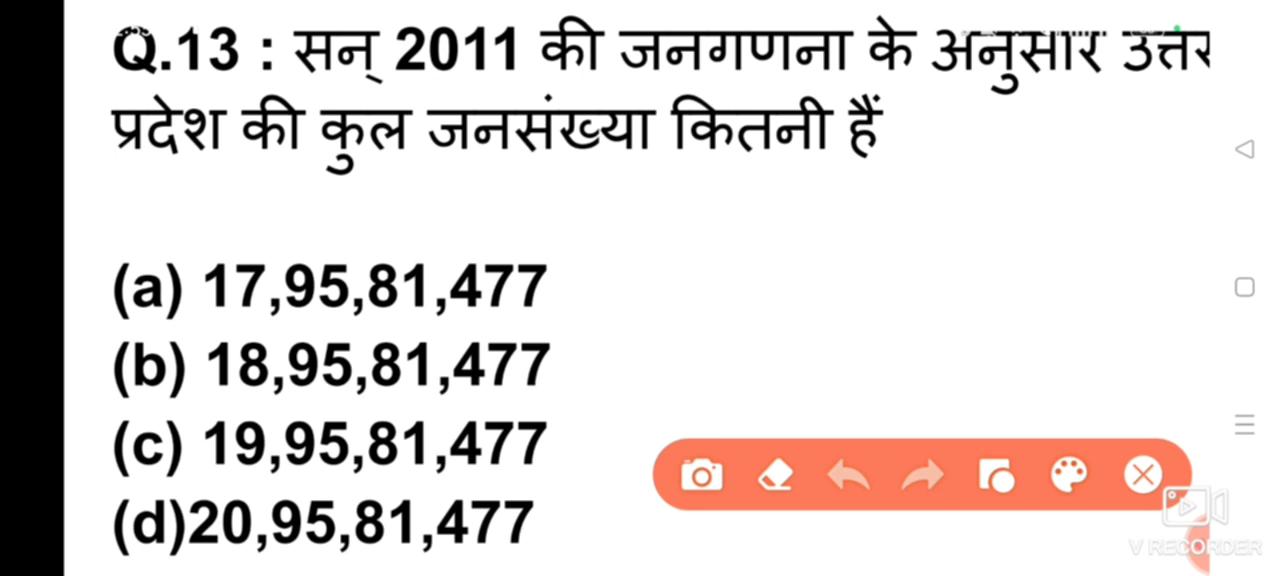 Q.13 : सन् 2011 की जनगणना के अनुसार उत्तर
प्रदेश की कुल जनसंख्या कितनी हैं
(a) 17,95,81,477
(b) 18,95,81,477
(c) 19,95,81,477
(d)20,95,81,477
V RECORDER